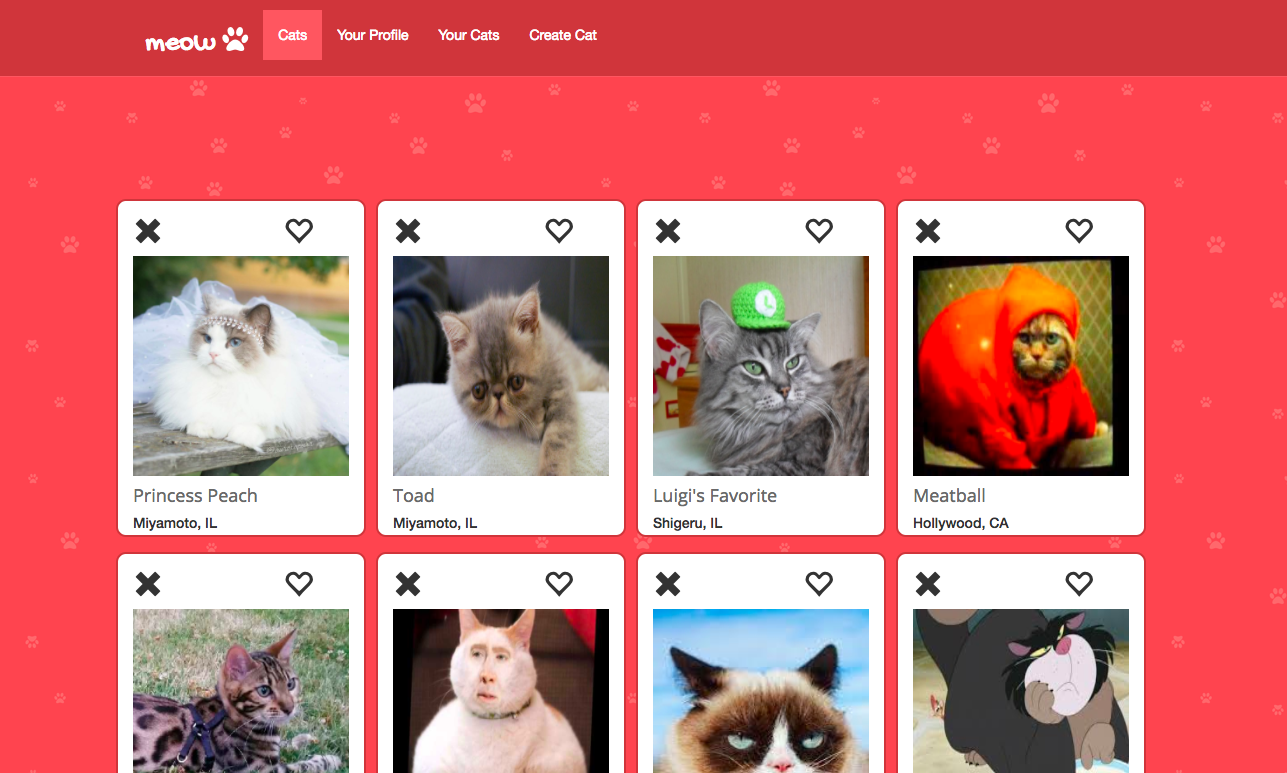 meow
Cats
Your Profile
Your Cats
Create Cat
Princess Peach
Miyamoto, IL
Toad
Miyamoto, IL
Luigi's Favorite
Shigeru, IL
Meatball
Hollywood, CA